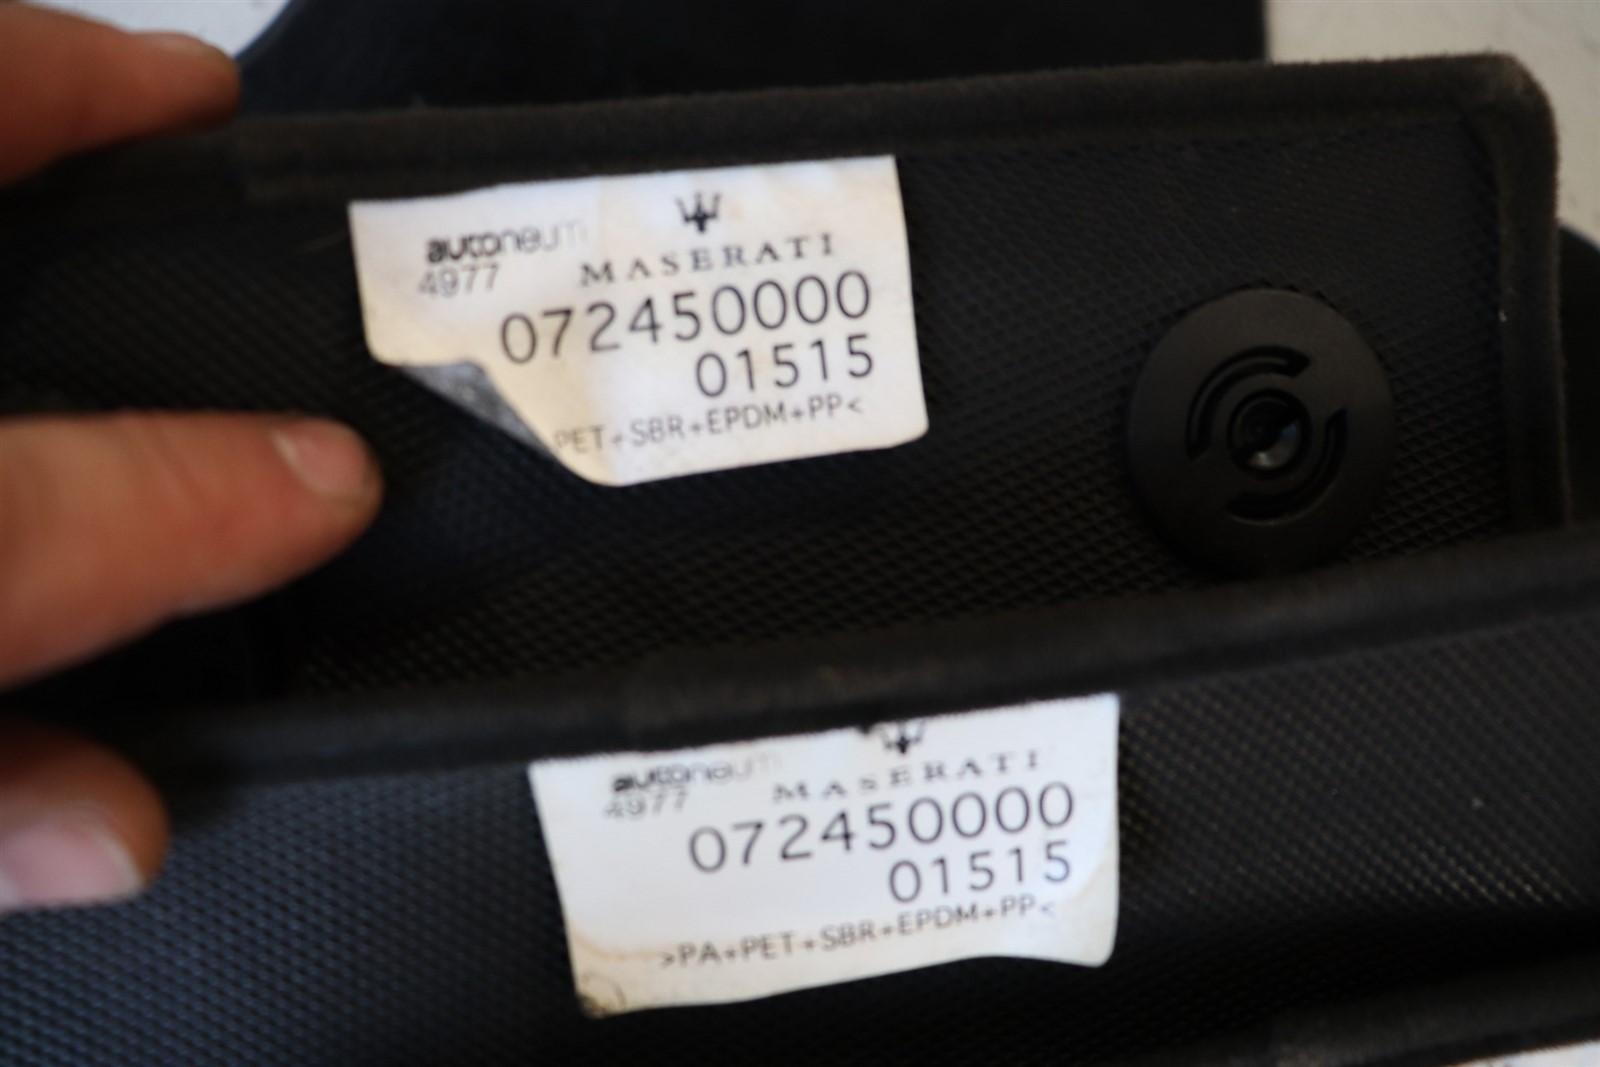 autoneum
4977
MASERATI
072450000
01515
PET+SBR+EPDM+PP<
autoneum
4977
MASERATI
072450000
01515
>PA+PET+SBR+EPDM+PP<